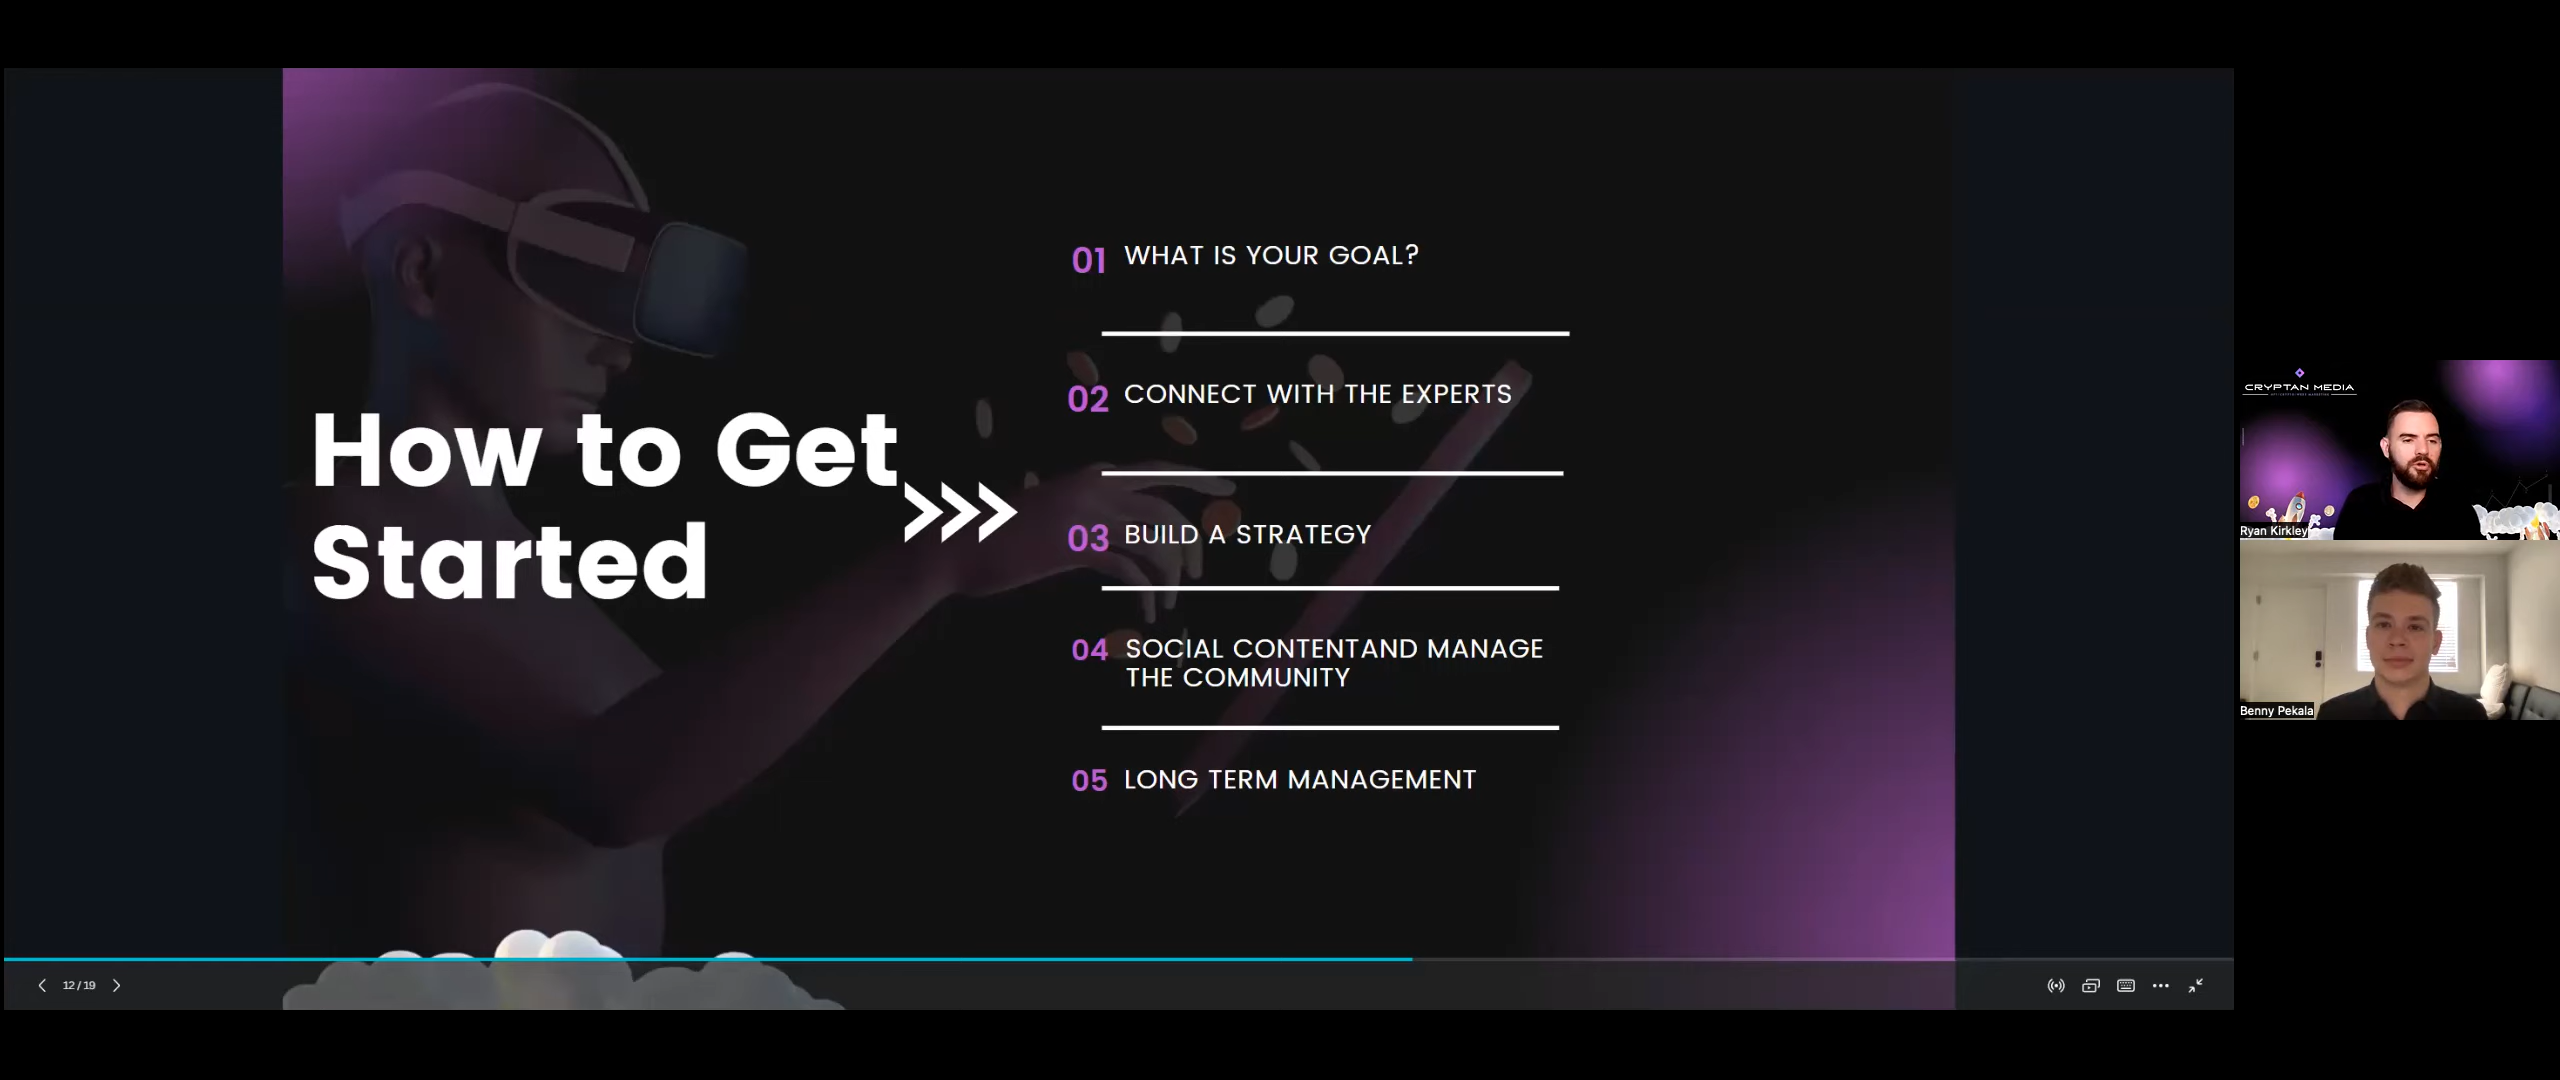 How to Get
Started
01 WHAT IS YOUR GOAL?
02 CONNECT WITH THE EXPERTS
03 BUILD A STRATEGY
04 SOCIAL CONTENTAND MANAGE
THE COMMUNITY
05 LONG TERM MANAGEMENT
12 / 19
CRYPTAN MEDIA
Ryan Kirkley
Benny Pekala